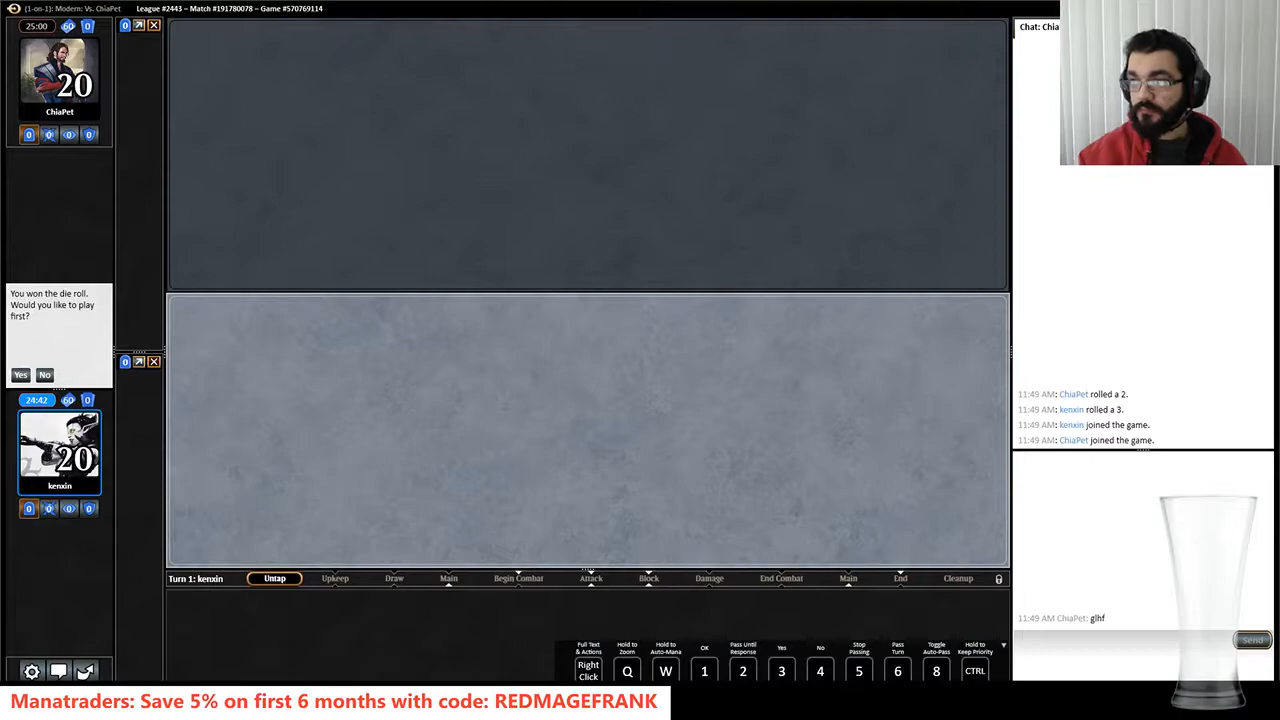 (1-on-1): Modern: Vs. ChiaPet League #2443 – Match #191780078 – Game #570769114
25:00 60 0
20
ChiaPet
0 0 0 0
0
Chat: Chia
You won the die roll.
Would you like to play
first?
Yes No
0
24:42 60 0
20
kenxin
0 0 0 0
11:49 AM: ChiaPet rolled a 2.
11:49 AM: kenxin rolled a 3.
11:49 AM: kenxin joined the game.
11:49 AM: ChiaPet joined the game.
Turn 1: kenxin Untap Upkeep Draw Main Begin Combat Attack Block Damage End Combat Main End Cleanup
11:49 AM ChiaPet: glhf
Send
Full Text & Actions Hold to Zoom Hold to Auto-Mana OK Pass Until Response Yes No Stop Passing Pass Turn Toggle Auto-Pass Hold to Keep Priority
Right Click Q W 1 2 3 4 5 6 8 CTRL
Manatraders: Save 5% on first 6 months with code: REDMAGEFRANK